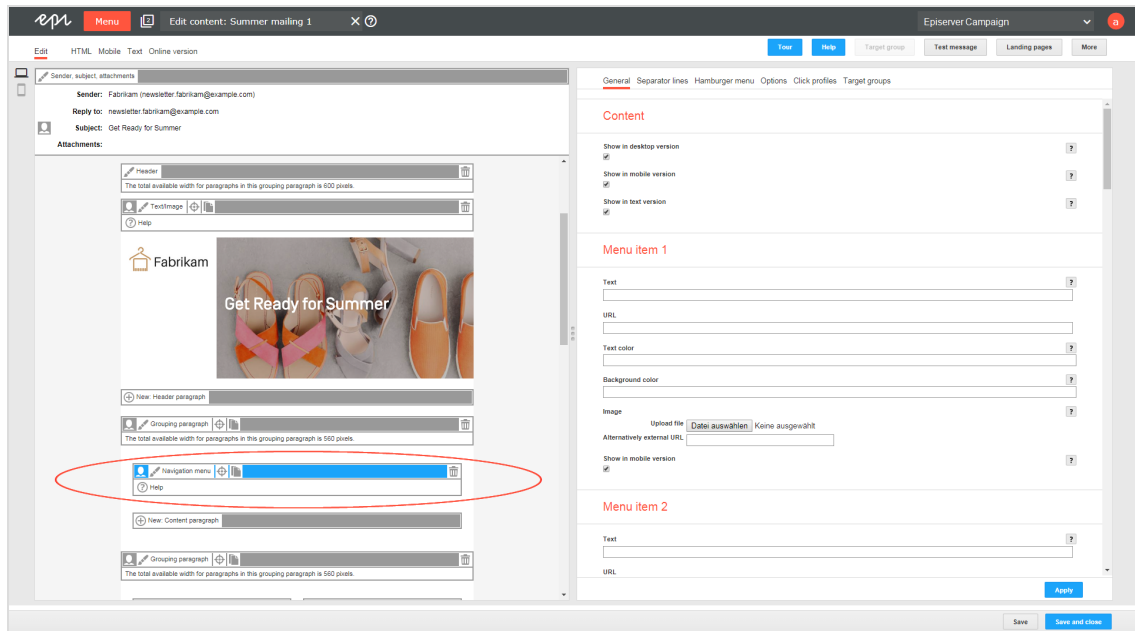 epi Menu 2 Edit content: Summer mailing 1 X ? Episerver Campaign a
Edit HTML Mobile Text Online version Tour Help Target group Text message Landing pages More
Sender, subject, attachments
Sender: Fabrikam (newsletter.fabrikam@example.com)
Reply to: newsletter.fabrikam@example.com
Subject: Get Ready for Summer
Attachments:
Header
The total available width for paragraphs in this grouping paragraph is 600 pixels.
Text/Image
? Help
Fabrikam
Get Ready for Summer
New: Header paragraph
Grouping paragraph
The total available width for paragraphs in this grouping paragraph is 560 pixels.
Navigation menu
? Help
New: Content paragraph
Grouping paragraph
The total available width for paragraphs in this grouping paragraph is 560 pixels.
General Separator lines Hamburger menu Options Click profiles Target groups
Content
Show in desktop version ?
Show in mobile version ?
Show in text version ?
Menu item 1
Text ?
URL
Text color ?
Background color ?
Image ?
Upload file Datei auswählen Keine ausgewählt
Alternatively external URL
Show in mobile version ?
Menu item 2
Text ?
URL
Apply
Save Save and close